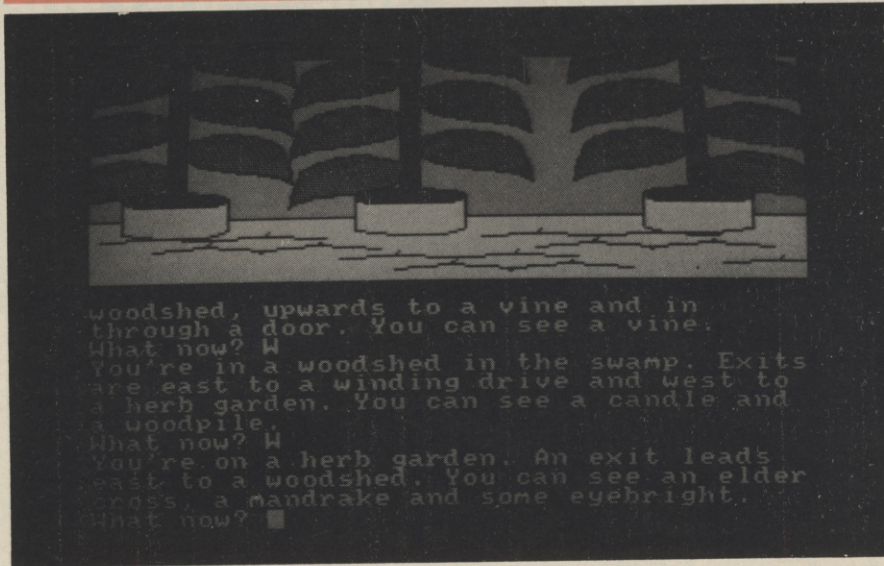 woodshed, upwards to a vine and in
through a door. You can see a vine.
What now? W
You're in a woodshed in the swamp. Exits
are east to a winding drive and west to
a herb garden. You can see a candle and
a woodpile.
What now? W
You're on a herb garden. An exit leads
east to a woodshed. You can see an elder
cross, a mandrake and some eyebright.
What now?